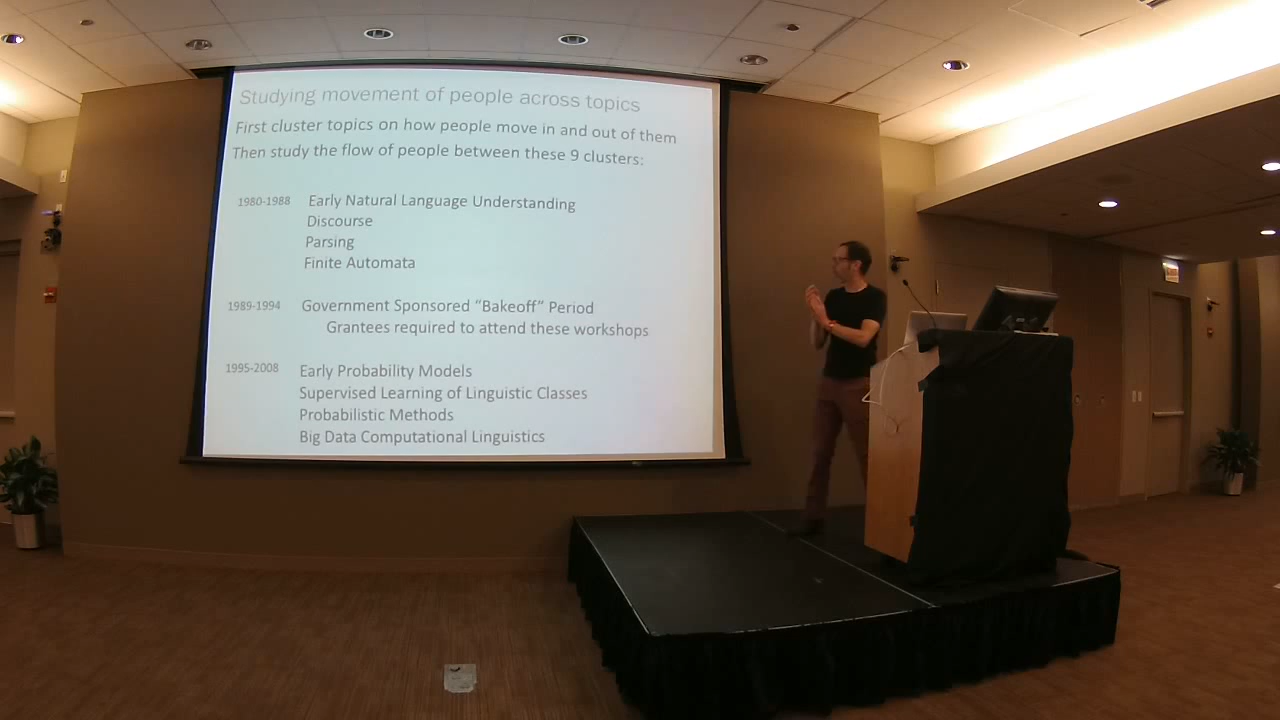 Studying movement of people across topics
First cluster topics on how people move in and out of them
Then study the flow of people between these 9 clusters:
1980-1988 Early Natural Language Understanding
Discourse
Parsing
Finite Automata
1989-1994 Government Sponsored “Bakeoff” Period
Grantees required to attend these workshops
1995-2008 Early Probability Models
Supervised Learning of Linguistic Classes
Probabilistic Methods
Big Data Computational Linguistics